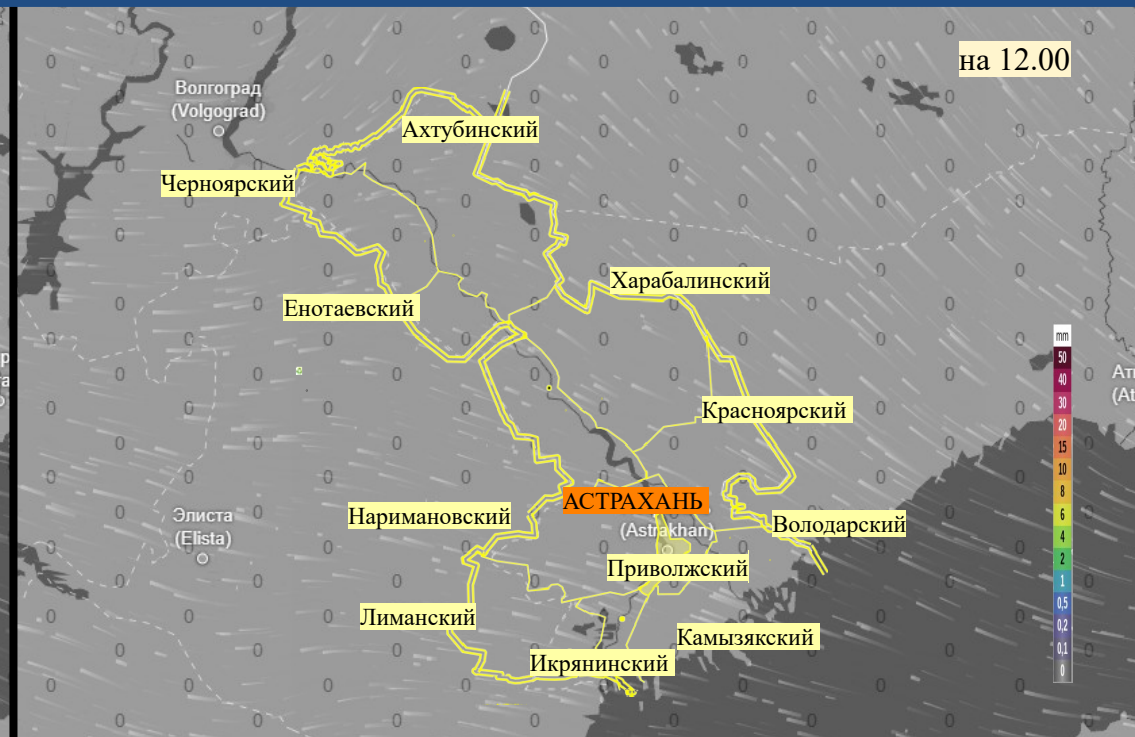 на 12.00
Волгоград
(Volgograd)
Ахтубинский
Черноярский
Харабалинский
Енотаевский
mm
50
40
30
20
15
10
8
6
4
2
1
0,5
0,2
0,1
0
Красноярский
АСТРАХАНЬ
(Astrakhan)
Наримановский
Элиста
(Elista)
Володарский
Приволжский
Лиманский
Камызякский
Икрянинский